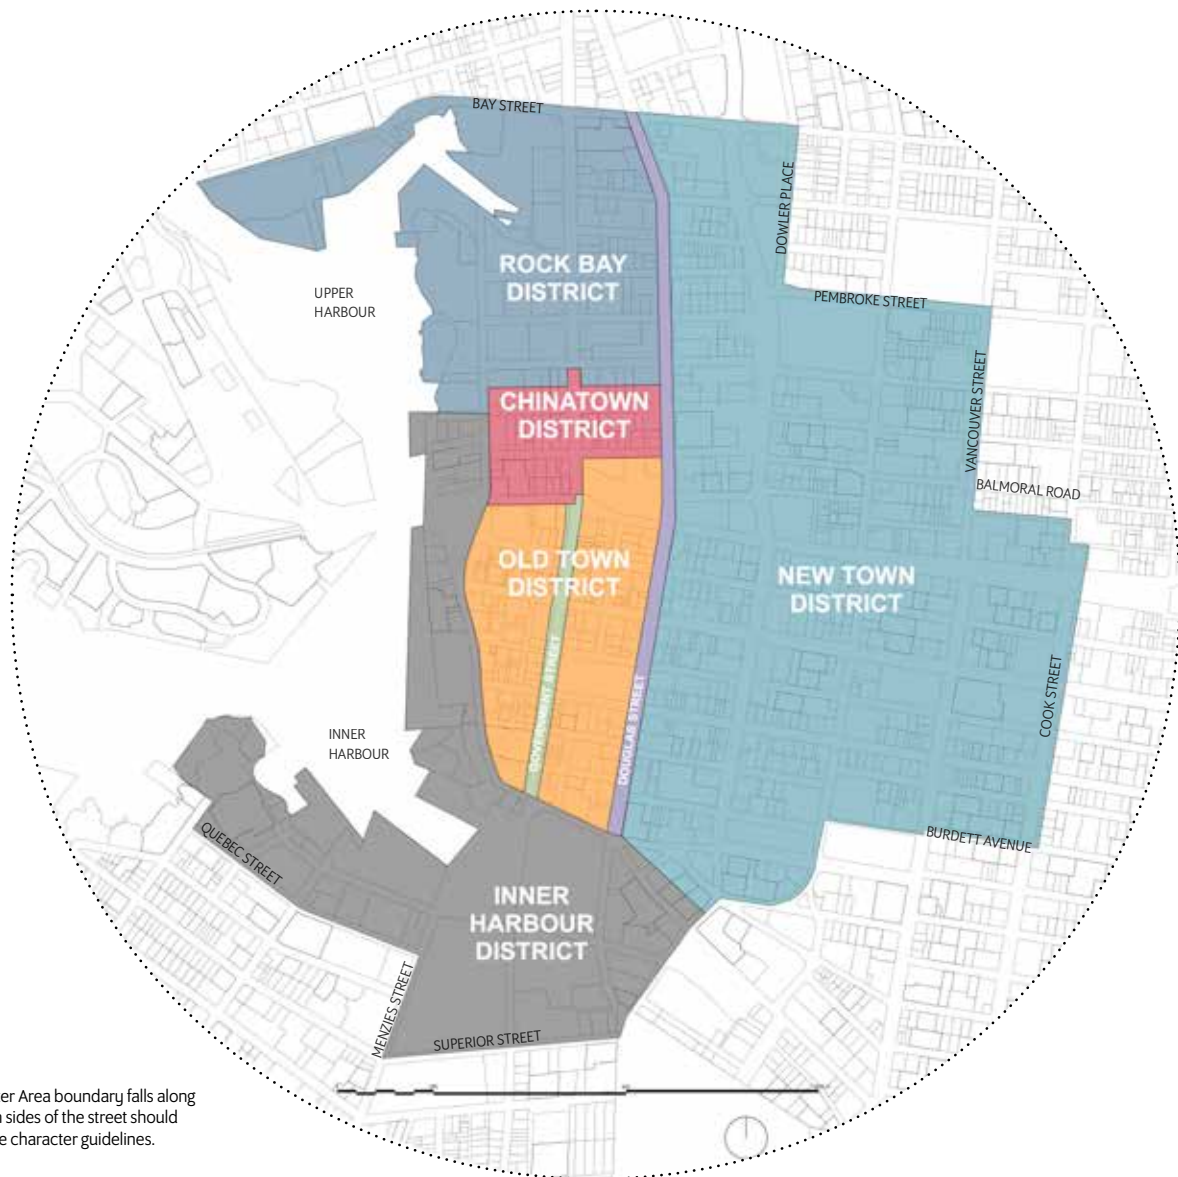 BAY STREET
DOWLER PLACE
ROCK BAY
DISTRICT
UPPER
HARBOUR
PEMBROKE STREET
VANCOUVER STREET
CHINATOWN
DISTRICT
BALMORAL ROAD
OLD TOWN
DISTRICT
NEW TOWN
DISTRICT
GOVERNMENT STREET
DOUGLAS STREET
COOK STREET
INNER
HARBOUR
QUEBEC STREET
BURDETT AVENUE
INNER
HARBOUR
DISTRICT
MENZIES STREET
SUPERIOR STREET
er Area boundary falls along
sides of the street should
e character guidelines.